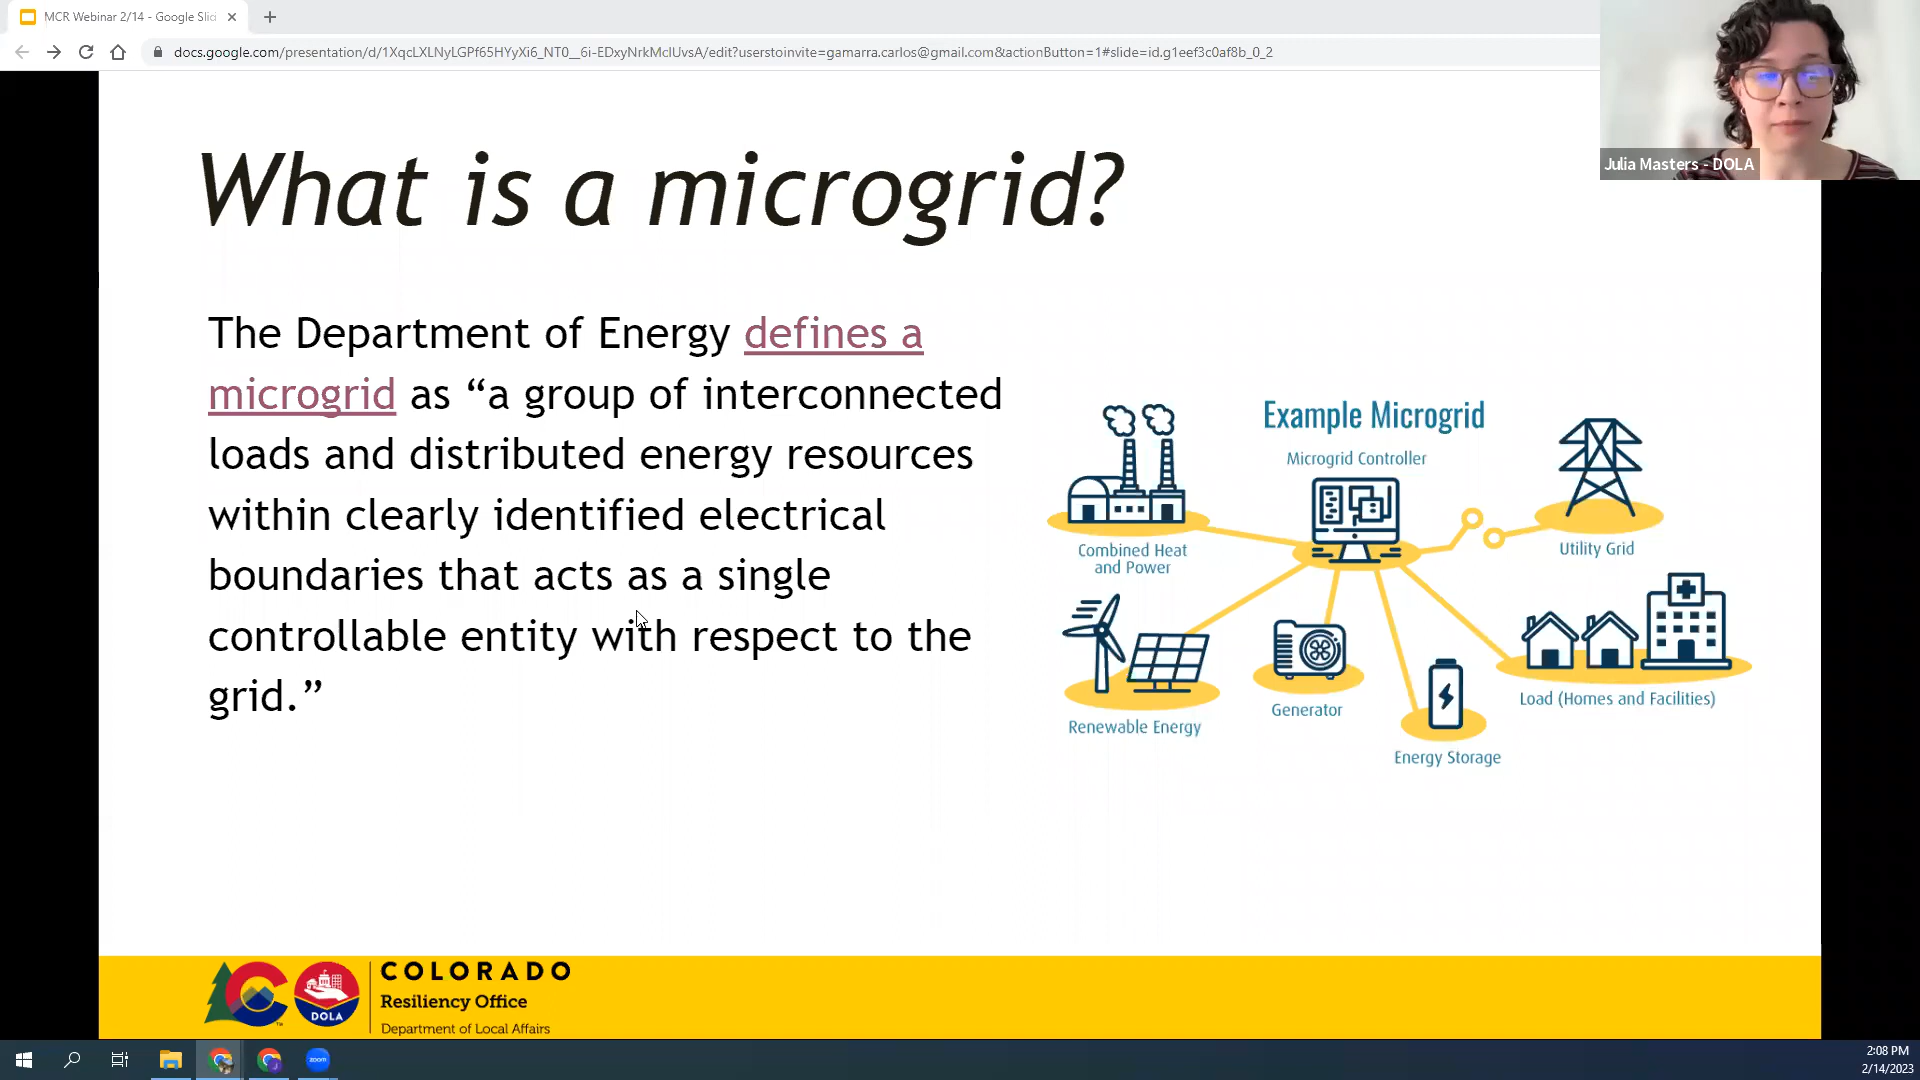 MCR Webinar 2/14 - Google Slid
docs.google.com/presentation/d/1XqcLXLNyLGPf65HYyXi6_NT0__6i-EDxyNrkMclUvsA/edit?userstoinvite=gamarra.carlos@gmail.com&actionButton=1#slide=id.g1eef3c0af8b_0_2
Julia Masters - DOLA
What is a microgrid?
The Department of Energy defines a
microgrid as “a group of interconnected
loads and distributed energy resources
within clearly identified electrical
boundaries that acts as a single
controllable entity with respect to the
grid.”
Example Microgrid
Microgrid Controller
Combined Heat
and Power
Utility Grid
Renewable Energy
Generator
Energy Storage
Load (Homes and Facilities)
DOLA
COLORADO
Resiliency Office
Department of Local Affairs
zoom
2:08 PM
2/14/2023